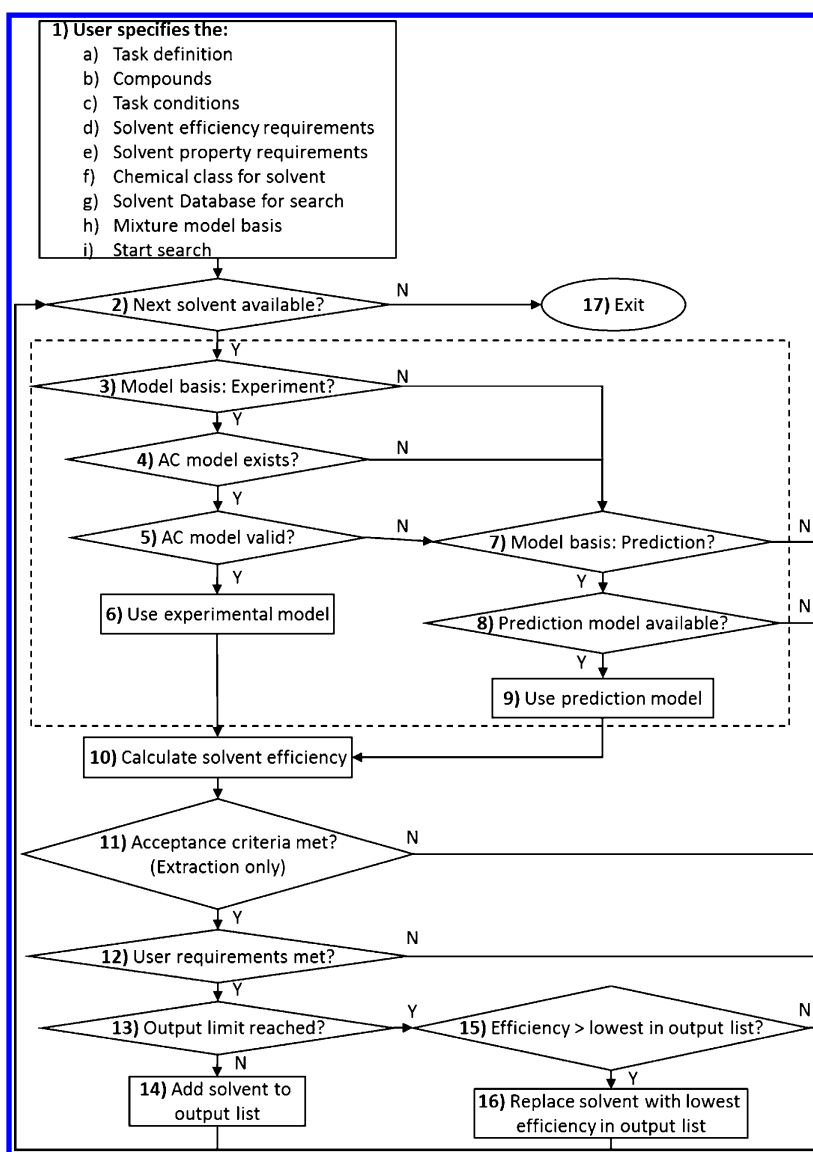 1) User specifies the:
a) Task definition
b) Compounds
c) Task conditions
d) Solvent efficiency requirements
e) Solvent property requirements
f) Chemical class for solvent
g) Solvent Database for search
h) Mixture model basis
i) Start search
2) Next solvent available?
N
17) Exit
Y
3) Model basis: Experiment?
N
Y
4) AC model exists?
N
Y
5) AC model valid?
N
7) Model basis: Prediction?
N
Y
Y
6) Use experimental model
8) Prediction model available?
N
Y
9) Use prediction model
10) Calculate solvent efficiency
11) Acceptance criteria met?
(Extraction only)
N
Y
12) User requirements met?
N
Y
13) Output limit reached?
Y
15) Efficiency > lowest in output list?
N
N
Y
14) Add solvent to
output list
16) Replace solvent with lowest
efficiency in output list